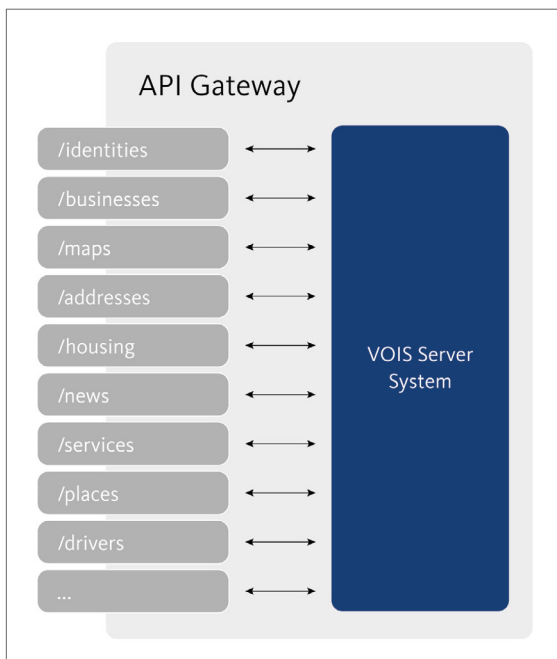 API Gateway
/identities
/businesses
/maps
/addresses
/housing
/news
/services
/places
/drivers
...
VOIS Server
System